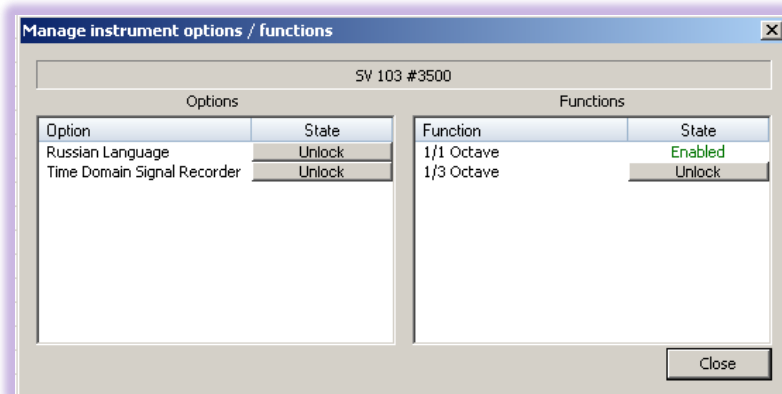 Manage instrument options / functions
SV 103 #3500
Options
Functions
Option State
Russian Language Unlock
Time Domain Signal Recorder Unlock
Function State
1/1 Octave Enabled
1/3 Octave Unlock
Close